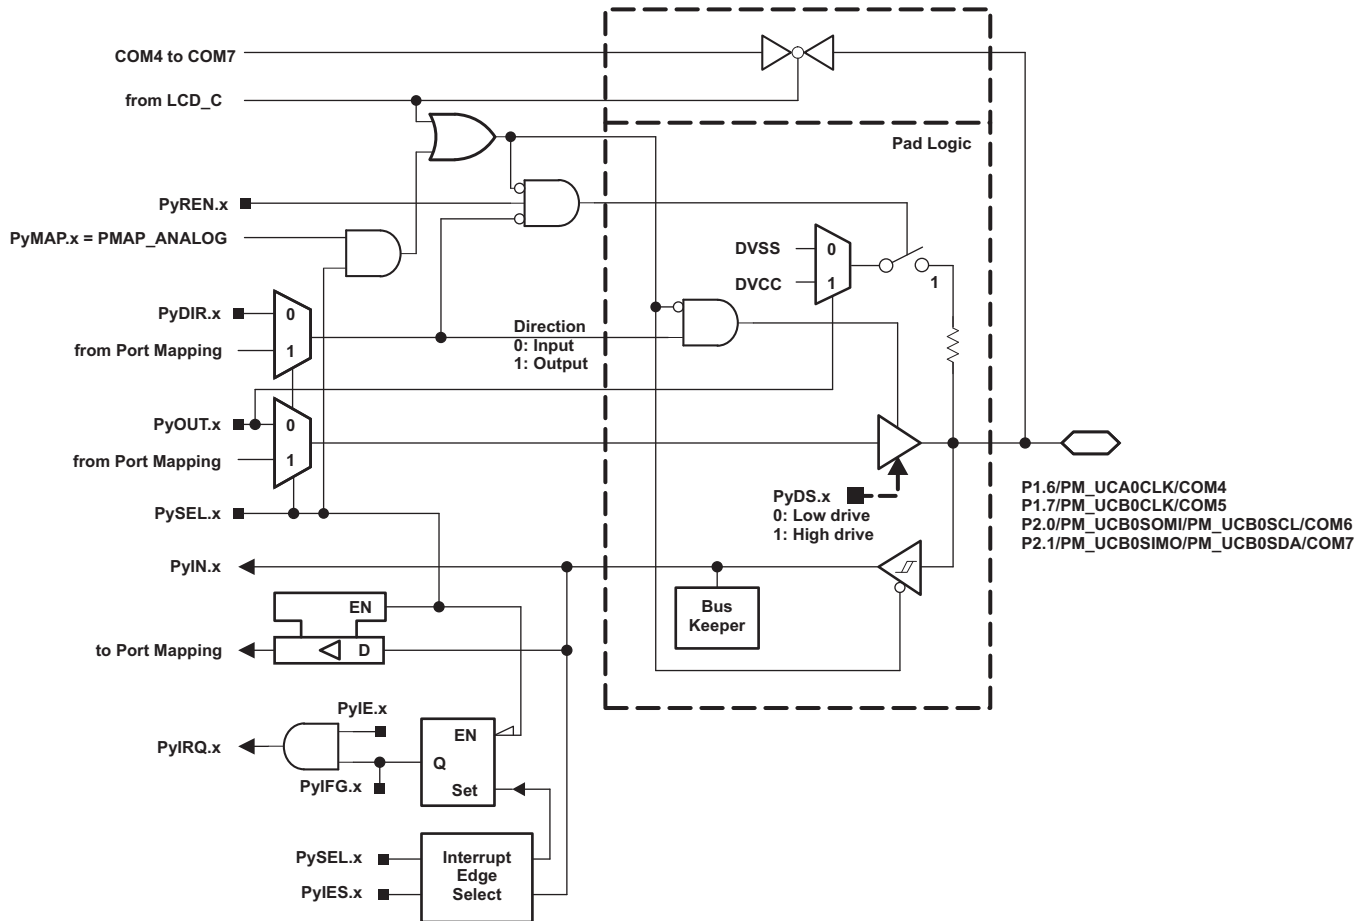 COM4 to COM7
from LCD_C
Pad Logic
PyREN.x
PyMAP.x = PMAP_ANALOG
DVSS
0
DVCC
1
1
PyDIR.x
0
from Port Mapping
1
Direction
0: Input
1: Output
PyOUT.x
0
from Port Mapping
1
PySEL.x
PyDS.x
0: Low drive
1: High drive
P1.6/PM_UCA0CLK/COM4
P1.7/PM_UCB0CLK/COM5
P2.0/PM_UCB0SOMI/PM_UCB0SCL/COM6
P2.1/PM_UCB0SIMO/PM_UCB0SDA/COM7
PyIN.x
Bus
Keeper
EN
to Port Mapping
D
PyIE.x
EN
PyIRQ.x
Q
PyIFG.x
Set
PySEL.x
PyIES.x
Interrupt
Edge
Select